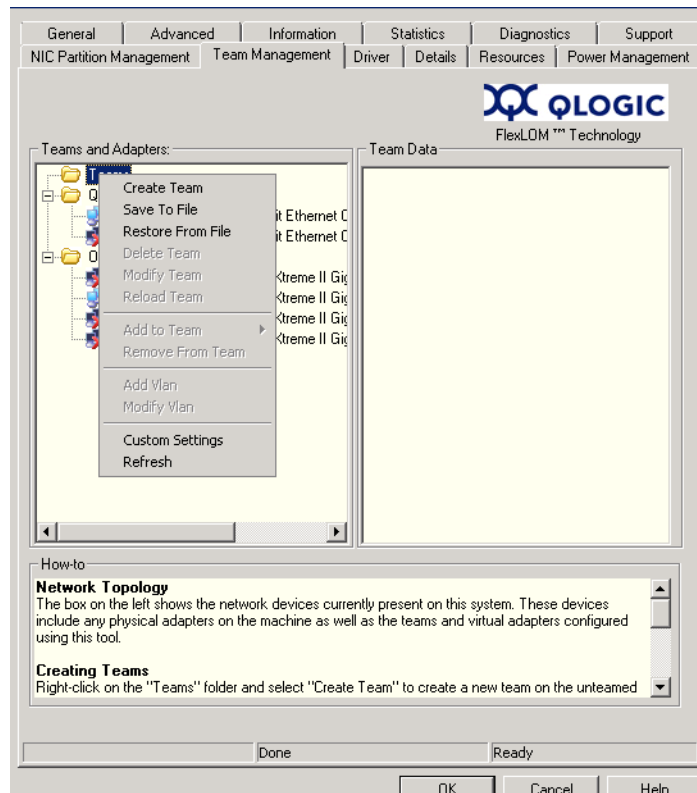 General Advanced Information Statistics Diagnostics Support
NIC Partition Management Team Management Driver Details Resources Power Management
QLOGIC
FlexLOM ™ Technology
Teams and Adapters: Team Data
Create Team
Save To File
it Ethernet C
Restore From File
it Ethernet C
Delete Team
Modify Team
Xtreme II Gig
Reload Team
Xtreme II Gig
Xtreme II Gig
Add to Team
Xtreme II Gig
Remove From Team
Add Vlan
Modify Vlan
Custom Settings
Refresh
How-to
Network Topology
The box on the left shows the network devices currently present on this system. These devices
include any physical adapters on the machine as well as the teams and virtual adapters configured
using this tool.
Creating Teams
Right-click on the "Teams" folder and select "Create Team" to create a new team on the unteamed
Done Ready
OK Cancel Help